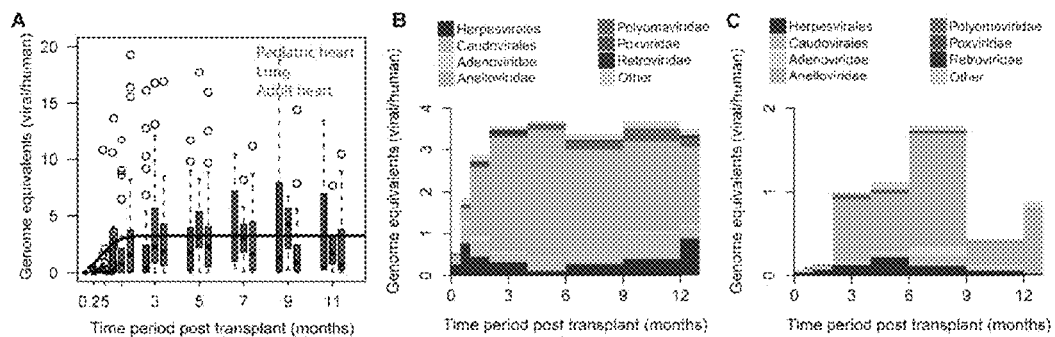 A
Genome equivalents (viral/human)
20
15
10
5
0
Pediatric heart
Lung
Adult heart
0.25
3
5
7
9
11
Time period post transplant (months)
B
Herpesvirales
Caudovirales
Adenoviridae
Anelloviridae
Polyomaviridae
Poxviridae
Retroviridae
Other
Genome equivalents (viral/human)
4
3
2
1
0
0
3
6
9
12
Time period post transplant (months)
C
Herpesvirales
Caudovirales
Adenoviridae
Anelloviridae
Polyomaviridae
Poxviridae
Retroviridae
Other
Genome equivalents (viral/human)
2
1
0
0
3
6
9
12
Time period post transplant (months)